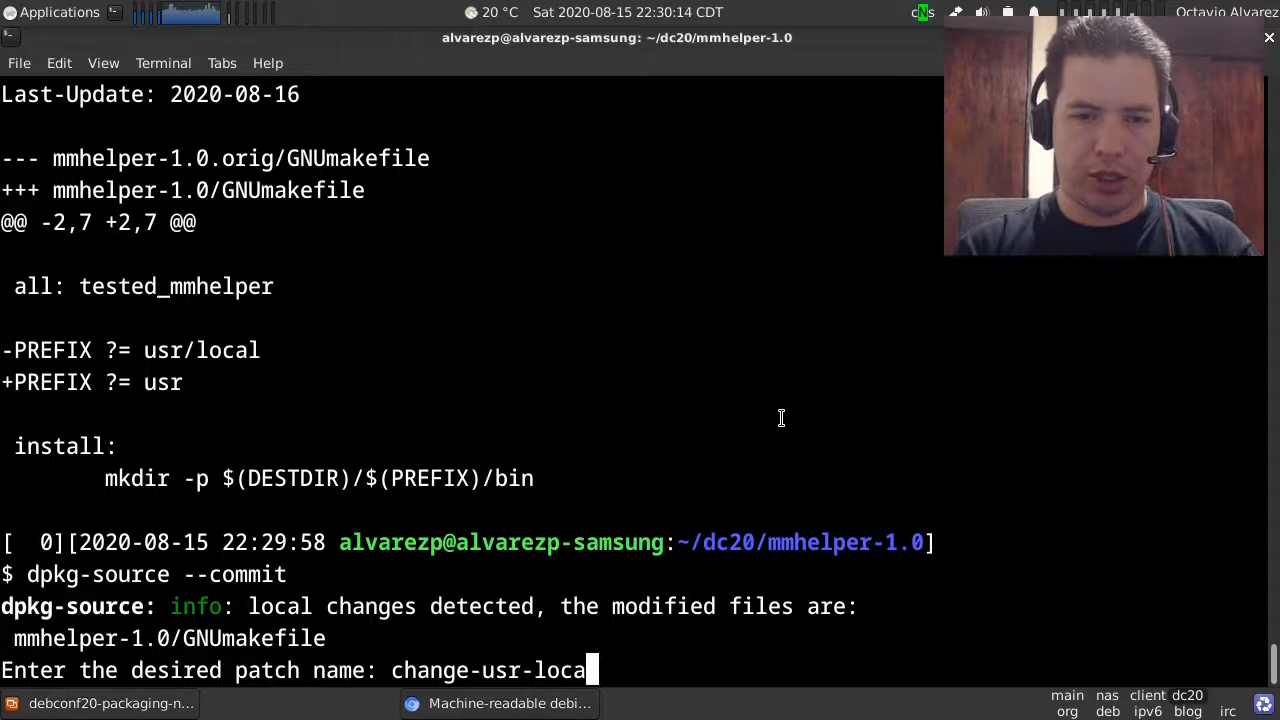 Applications
20 °C
Sat 2020-08-15 22:30:14 CDT
Octavio Alvarez
alvarezp@alvarezp-samsung: ~/dc20/mmhelper-1.0
File Edit View Terminal Tabs Help
Last-Update: 2020-08-16
--- mmhelper-1.0.orig/GNUmakefile
+++ mmhelper-1.0/GNUmakefile
@@ -2,7 +2,7 @@
all: tested_mmhelper
-PREFIX ?= usr/local
+PREFIX ?= usr
install:
mkdir -p $(DESTDIR)/$(PREFIX)/bin
[  0][2020-08-15 22:29:58 alvarezp@alvarezp-samsung:~/dc20/mmhelper-1.0]
$ dpkg-source --commit
dpkg-source: info: local changes detected, the modified files are:
mmhelper-1.0/GNUmakefile
Enter the desired patch name: change-usr-loca
debconf20-packaging-n...
Machine-readable debi...
main nas client dc20
org deb ipv6 blog irc